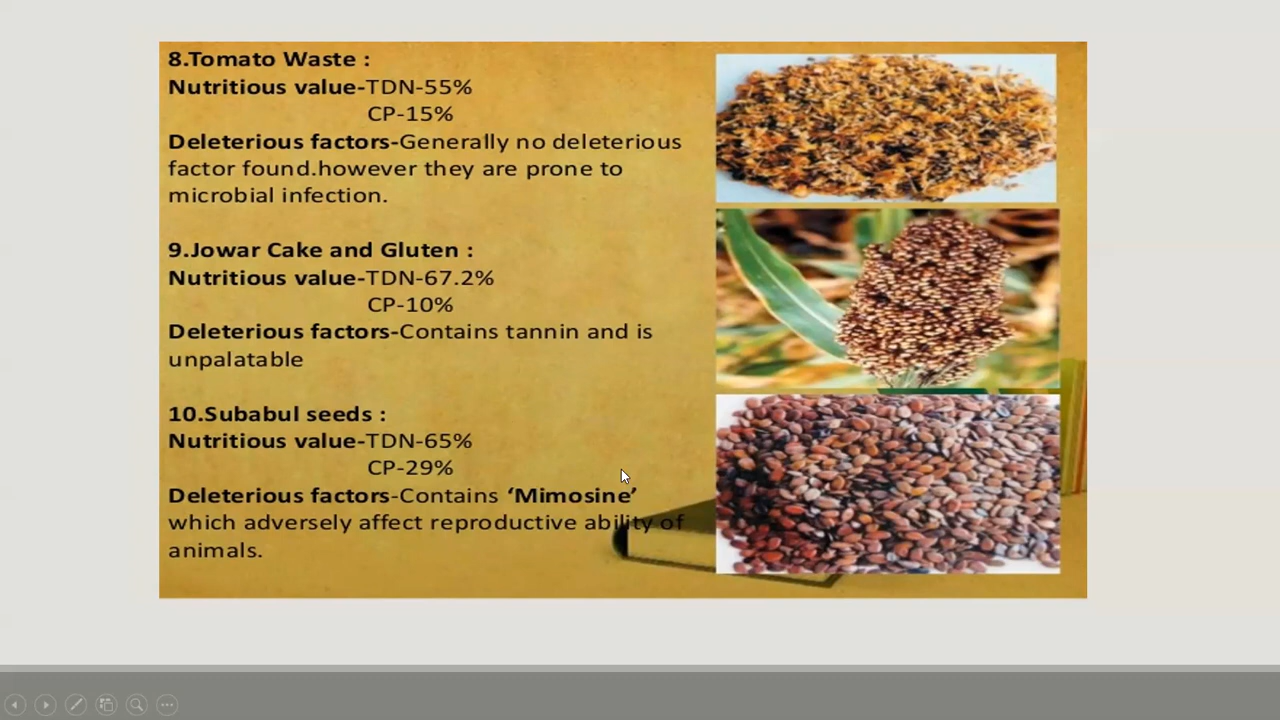 8.Tomato Waste :
Nutritious value-TDN-55%
CP-15%
Deleterious factors-Generally no deleterious
factor found.however they are prone to
microbial infection.
9.Jowar Cake and Gluten :
Nutritious value-TDN-67.2%
CP-10%
Deleterious factors-Contains tannin and is
unpalatable
10.Subabul seeds :
Nutritious value-TDN-65%
CP-29%
Deleterious factors-Contains ‘Mimosine’
which adversely affect reproductive ability of
animals.